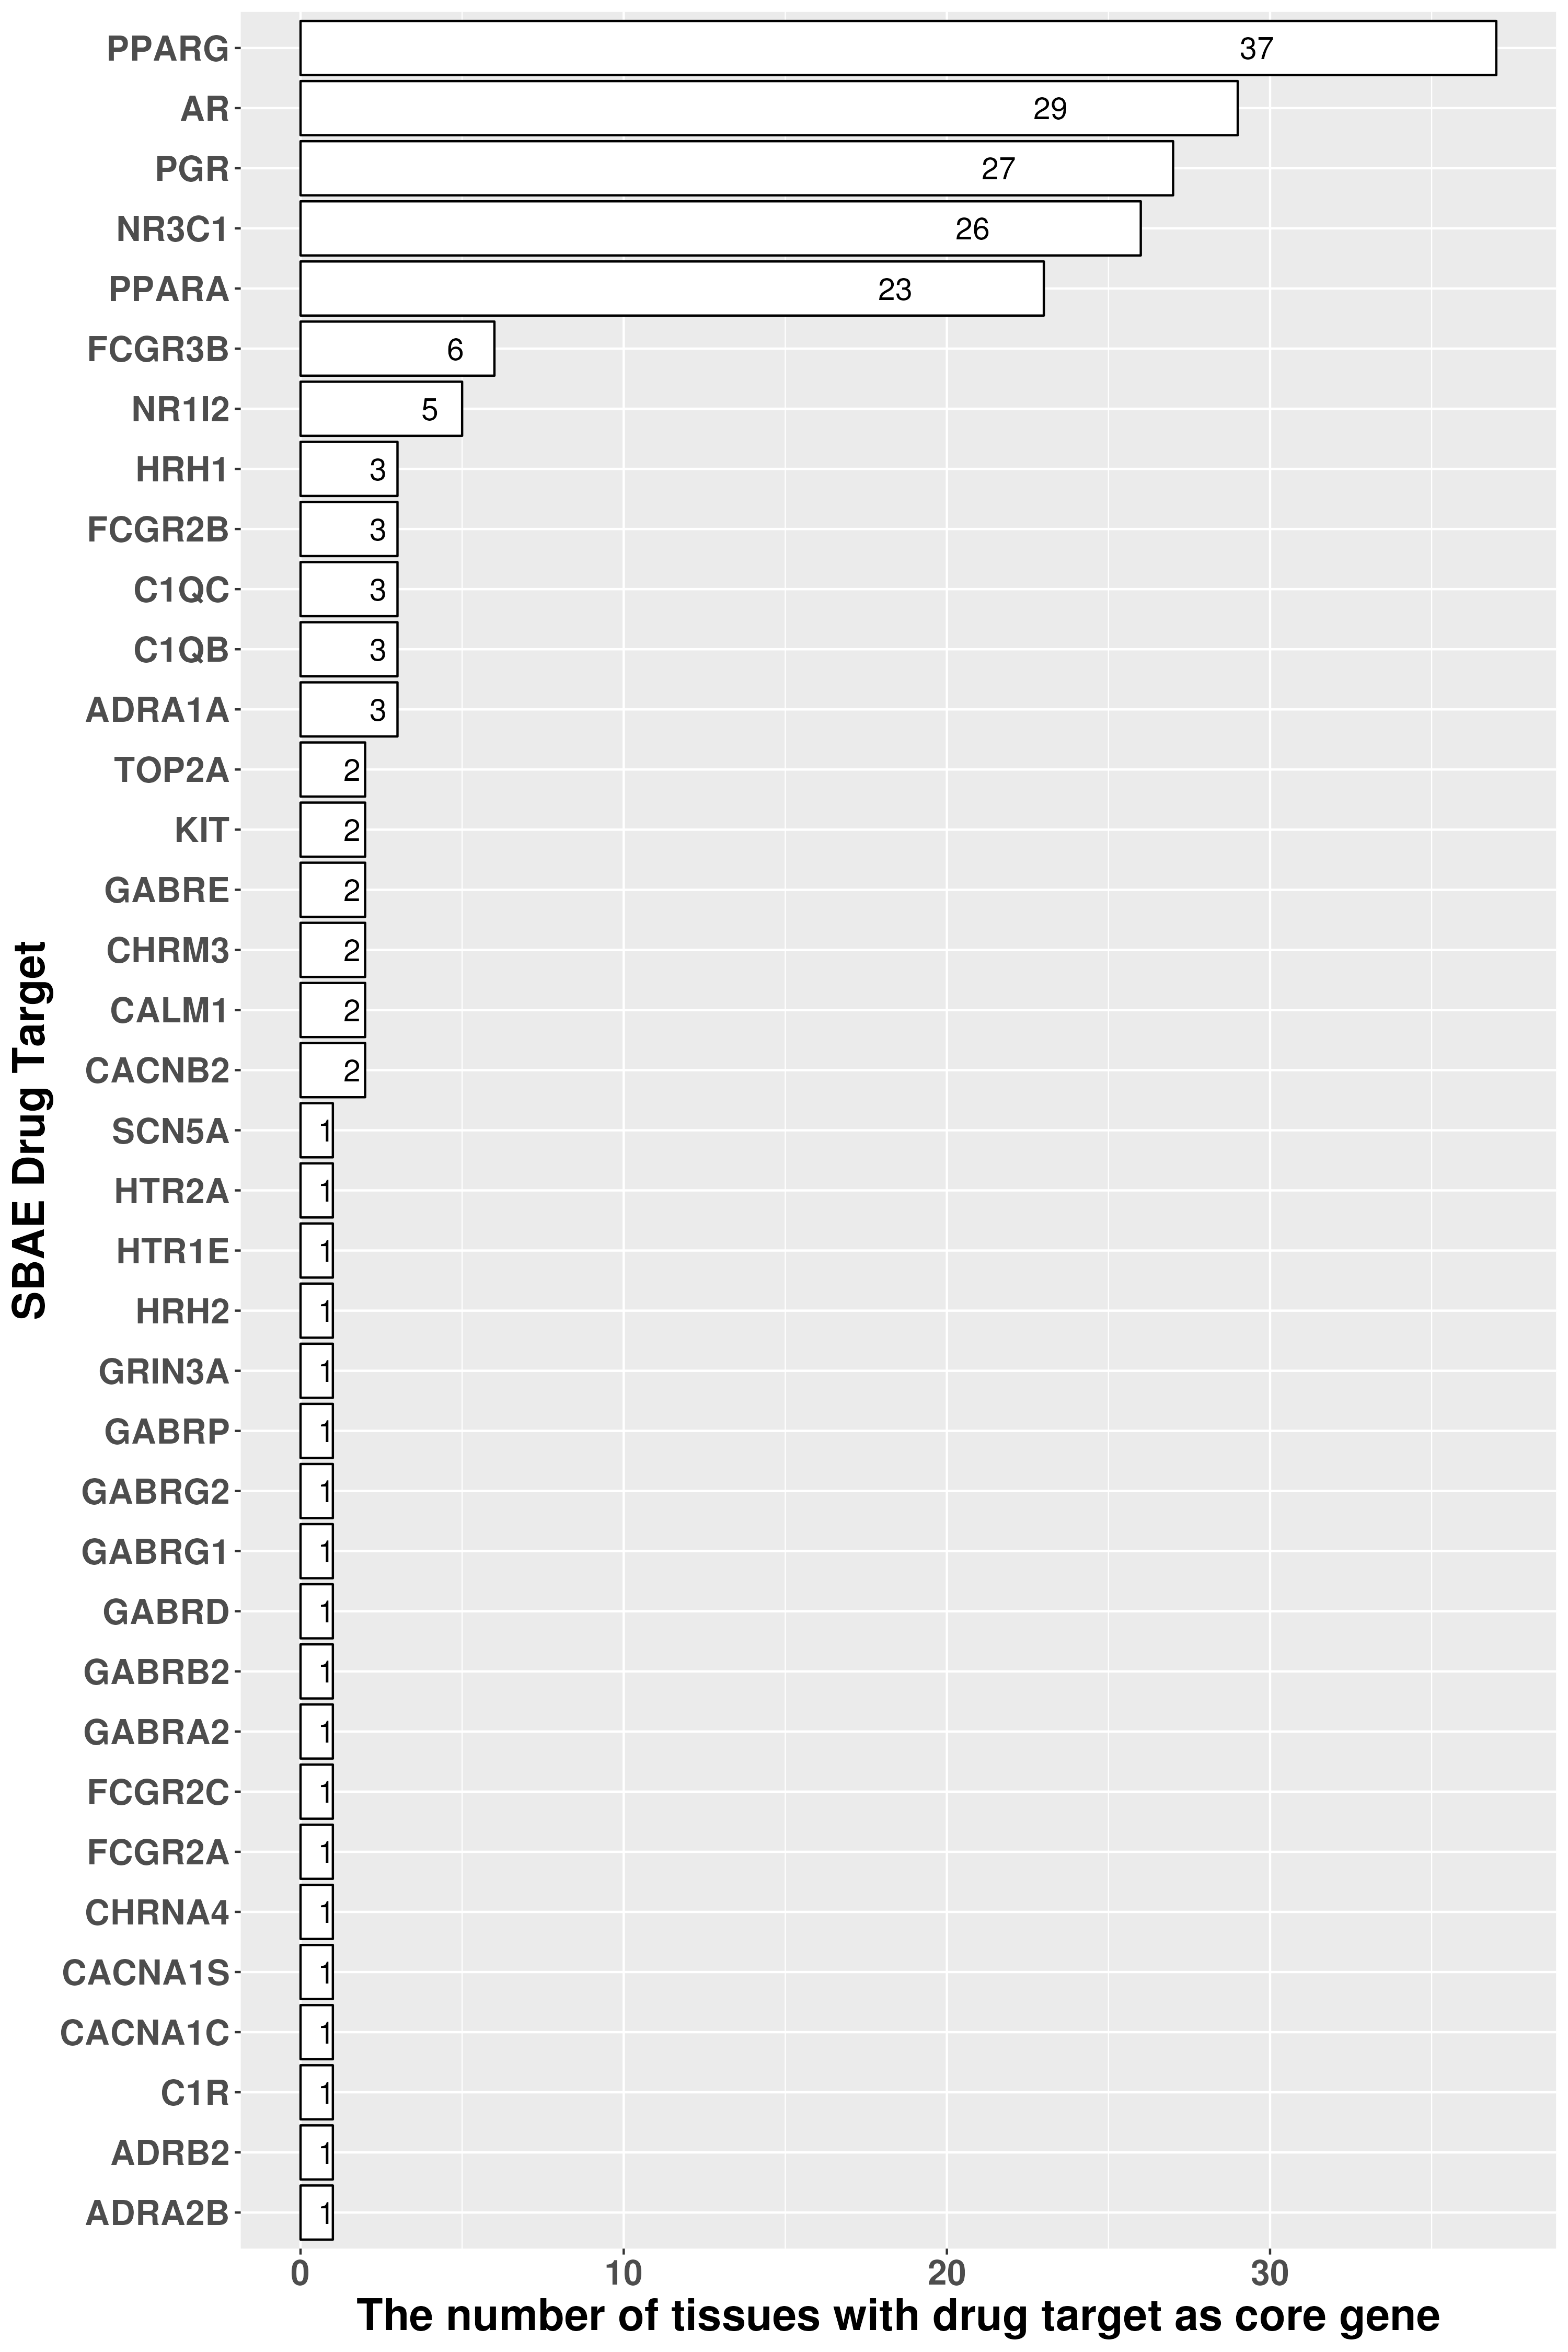 PPARG 37
AR 29
PGR 27
NR3C1 26
PPARA 23
FCGR3B 6
NR1I2 5
HRH1 3
FCGR2B 3
C1QC 3
C1QB 3
ADRA1A 3
TOP2A 2
KIT 2
GABRE 2
CHRM3 2
CALM1 2
CACNB2 2
SCN5A 1
HTR2A 1
HTR1E 1
HRH2 1
GRIN3A 1
GABRP 1
GABRG2 1
GABRG1 1
GABRD 1
GABRB2 1
GABRA2 1
FCGR2C 1
FCGR2A 1
CHRNA4 1
CACNA1S 1
CACNA1C 1
C1R 1
ADRB2 1
ADRA2B 1
SBAE Drug Target
0 10 20 30
The number of tissues with drug target as core gene